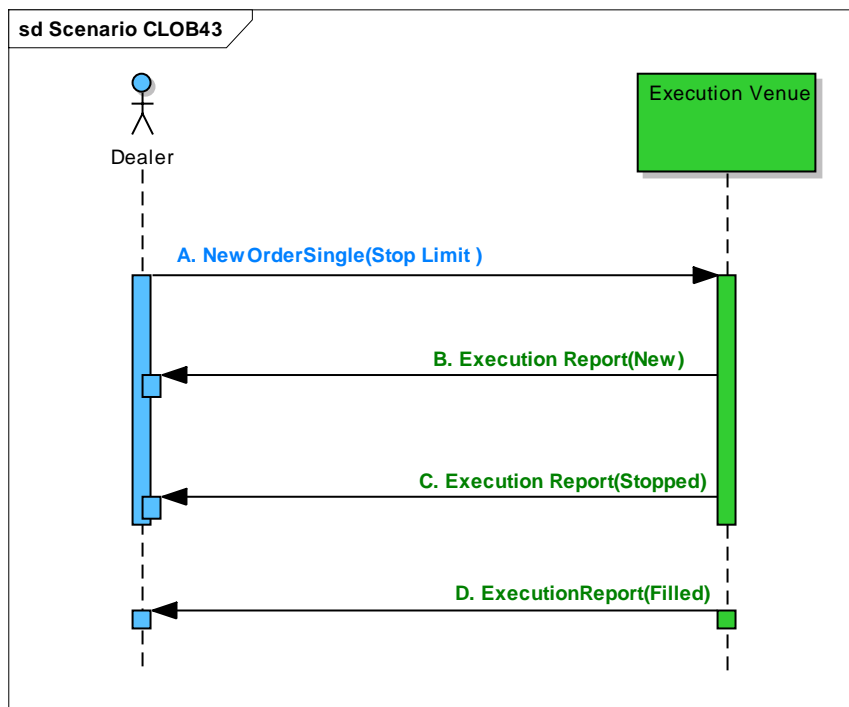 sd Scenario CLOB43
Execution Venue
Dealer
A. NewOrderSingle(Stop Limit )
B. Execution Report(New)
C. Execution Report(Stopped)
D. ExecutionReport(Filled)